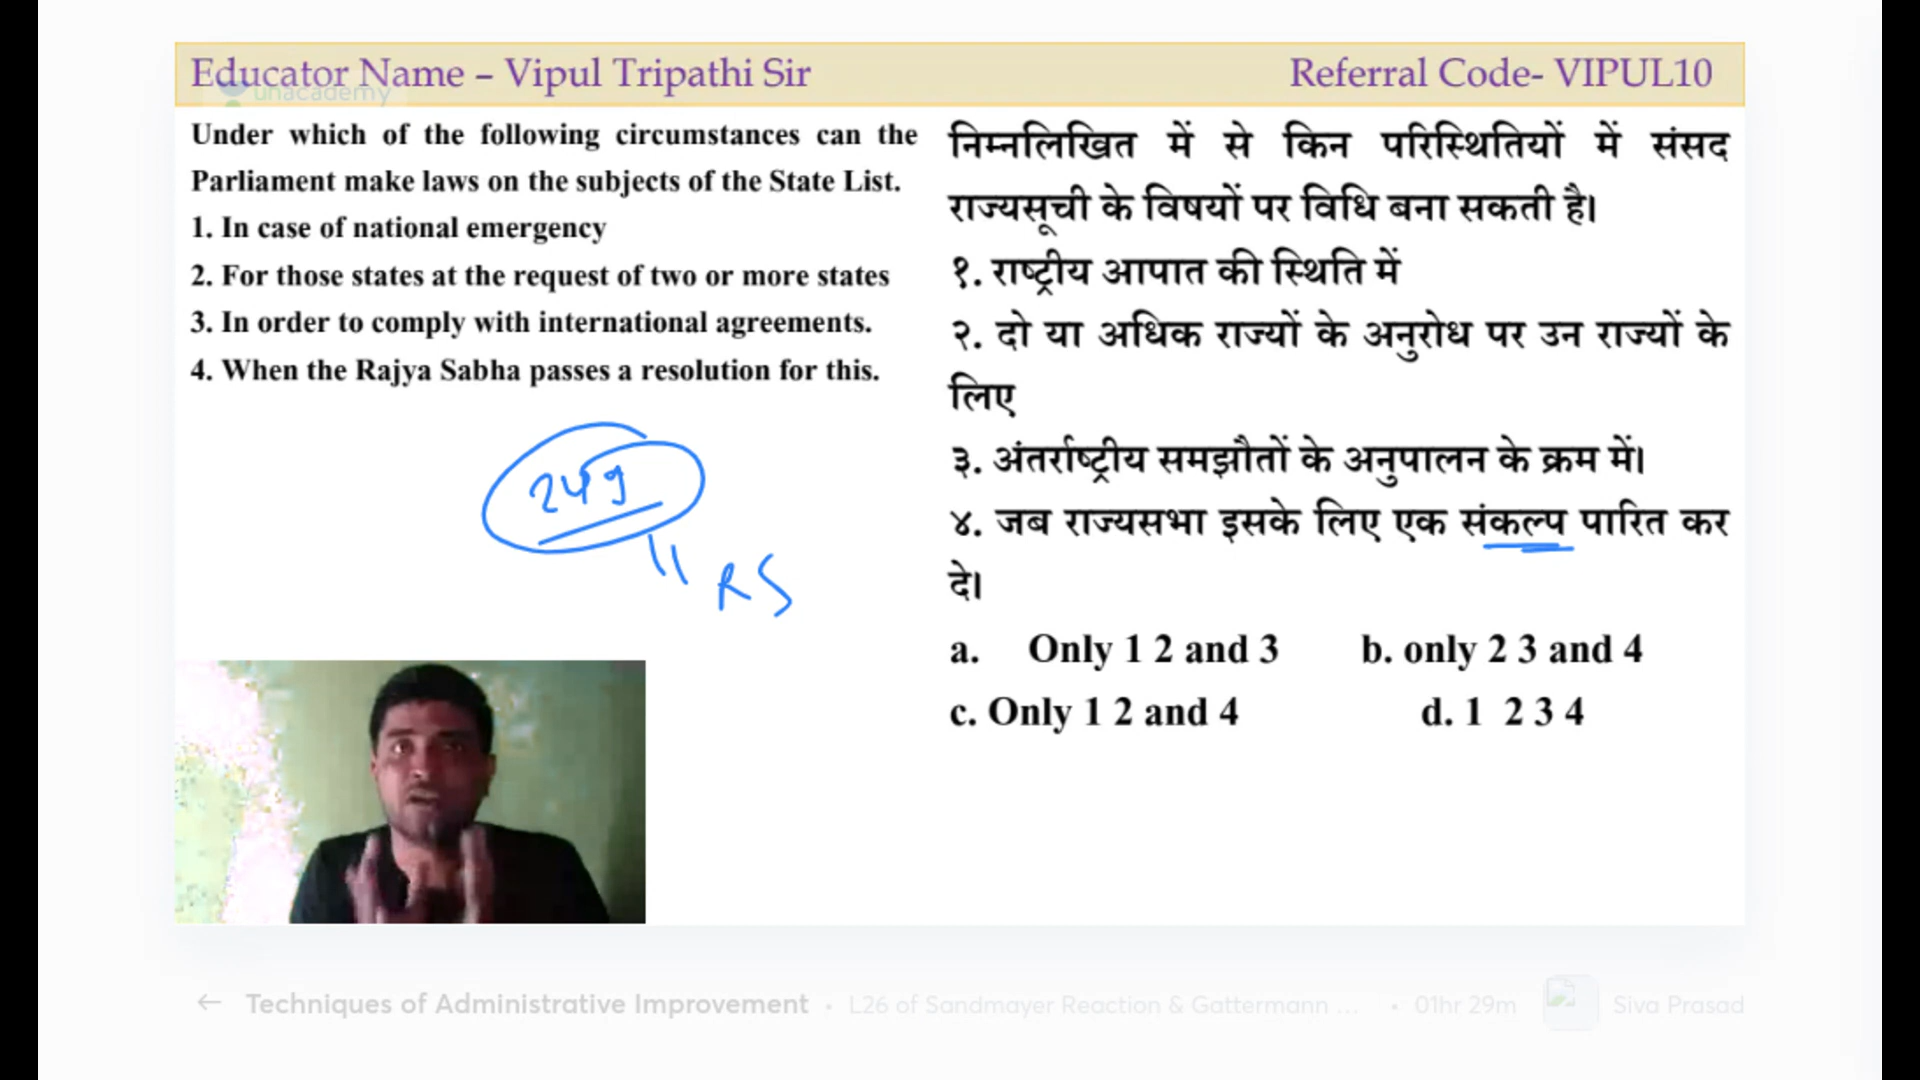 Educator Name – Vipul Tripathi Sir
Referral Code- VIPUL10
unacademy
Under which of the following circumstances can the
Parliament make laws on the subjects of the State List.
1. In case of national emergency
2. For those states at the request of two or more states
3. In order to comply with international agreements.
4. When the Rajya Sabha passes a resolution for this.
249
RS
निम्नलिखित में से किन परिस्थितियों में संसद
राज्यसूची के विषयों पर विधि बना सकती है।
१. राष्ट्रीय आपात की स्थिति में
२. दो या अधिक राज्यों के अनुरोध पर उन राज्यों के
लिए
३. अंतर्राष्ट्रीय समझौतों के अनुपालन के क्रम में।
४. जब राज्यसभा इसके लिए एक संकल्प पारित कर
दे।
a. Only 1 2 and 3 b. only 2 3 and 4
c. Only 1 2 and 4 d. 1 2 3 4
← Techniques of Administrative Improvement • L26 of Sandmayer Reaction & Gattermann ... • 01hr 29m Siva Prasad